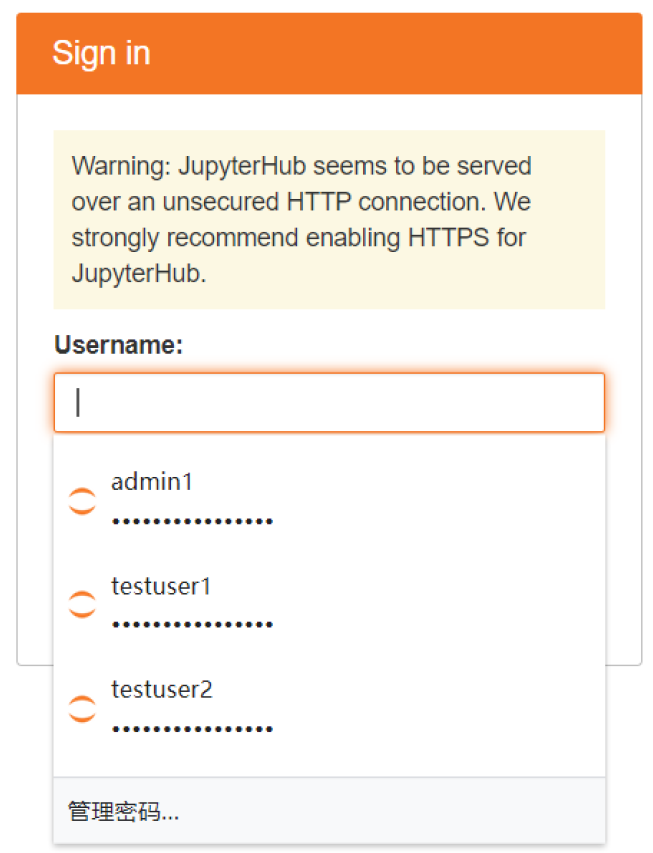 Sign in
Warning: JupyterHub seems to be served
over an unsecured HTTP connection. We
strongly recommend enabling HTTPS for
JupyterHub.
Username:
admin1
••••••••••••••••
testuser1
••••••••••••••••
testuser2
••••••••••••••••
管理密码...